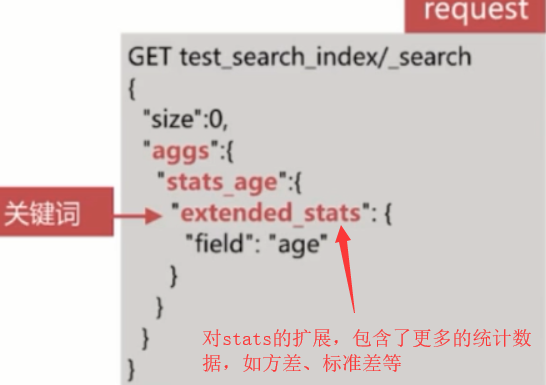 request
GET test_search_index/_search
{
"size":0,
"aggs":{
"stats_age":{
关键词
"extended_stats": {
"field": "age"
}
}
}
}
对stats的扩展，包含了更多的统计数
据，如方差、标准差等